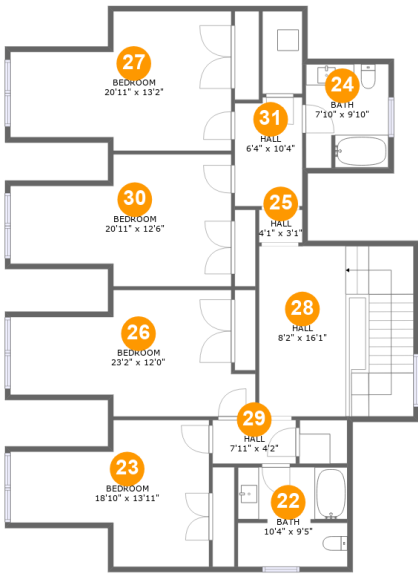 27
BEDROOM
20'11" x 13'2"
24
BATH
7'10" x 9'10"
31
HALL
6'4" x 10'4"
30
BEDROOM
20'11" x 12'6"
25
HALL
4'1" x 3'1"
28
HALL
8'2" x 16'1"
26
BEDROOM
23'2" x 12'0"
29
HALL
7'11" x 4'2"
23
BEDROOM
18'10" x 13'11"
22
BATH
10'4" x 9'5"